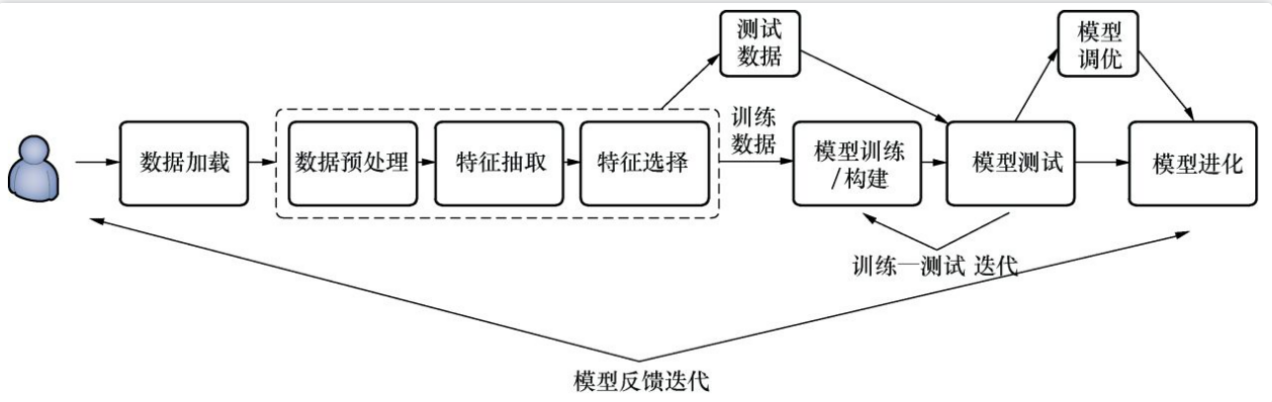 测试
数据
模型
调优
训练
数据
数据加载
数据预处理
特征抽取
特征选择
模型训练
/构建
模型测试
模型进化
训练—测试 迭代
模型反馈迭代